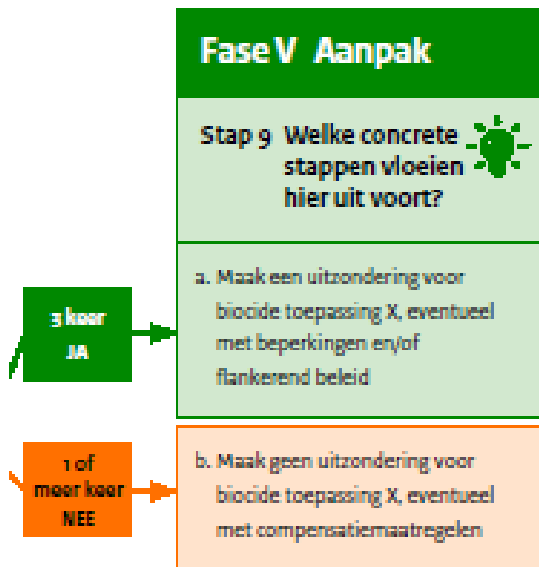 Fase V Aanpak
Stap 9 Welke concrete
stappen vloeien
hier uit voort?
3 keer
JA
a. Maak een uitzondering voor
biocide toepassing X, eventueel
met beperkingen en/of
flankerend beleid
1 of
meer keer
NEE
b. Maak geen uitzondering voor
biocide toepassing X, eventueel
met compensatiemaatregelen